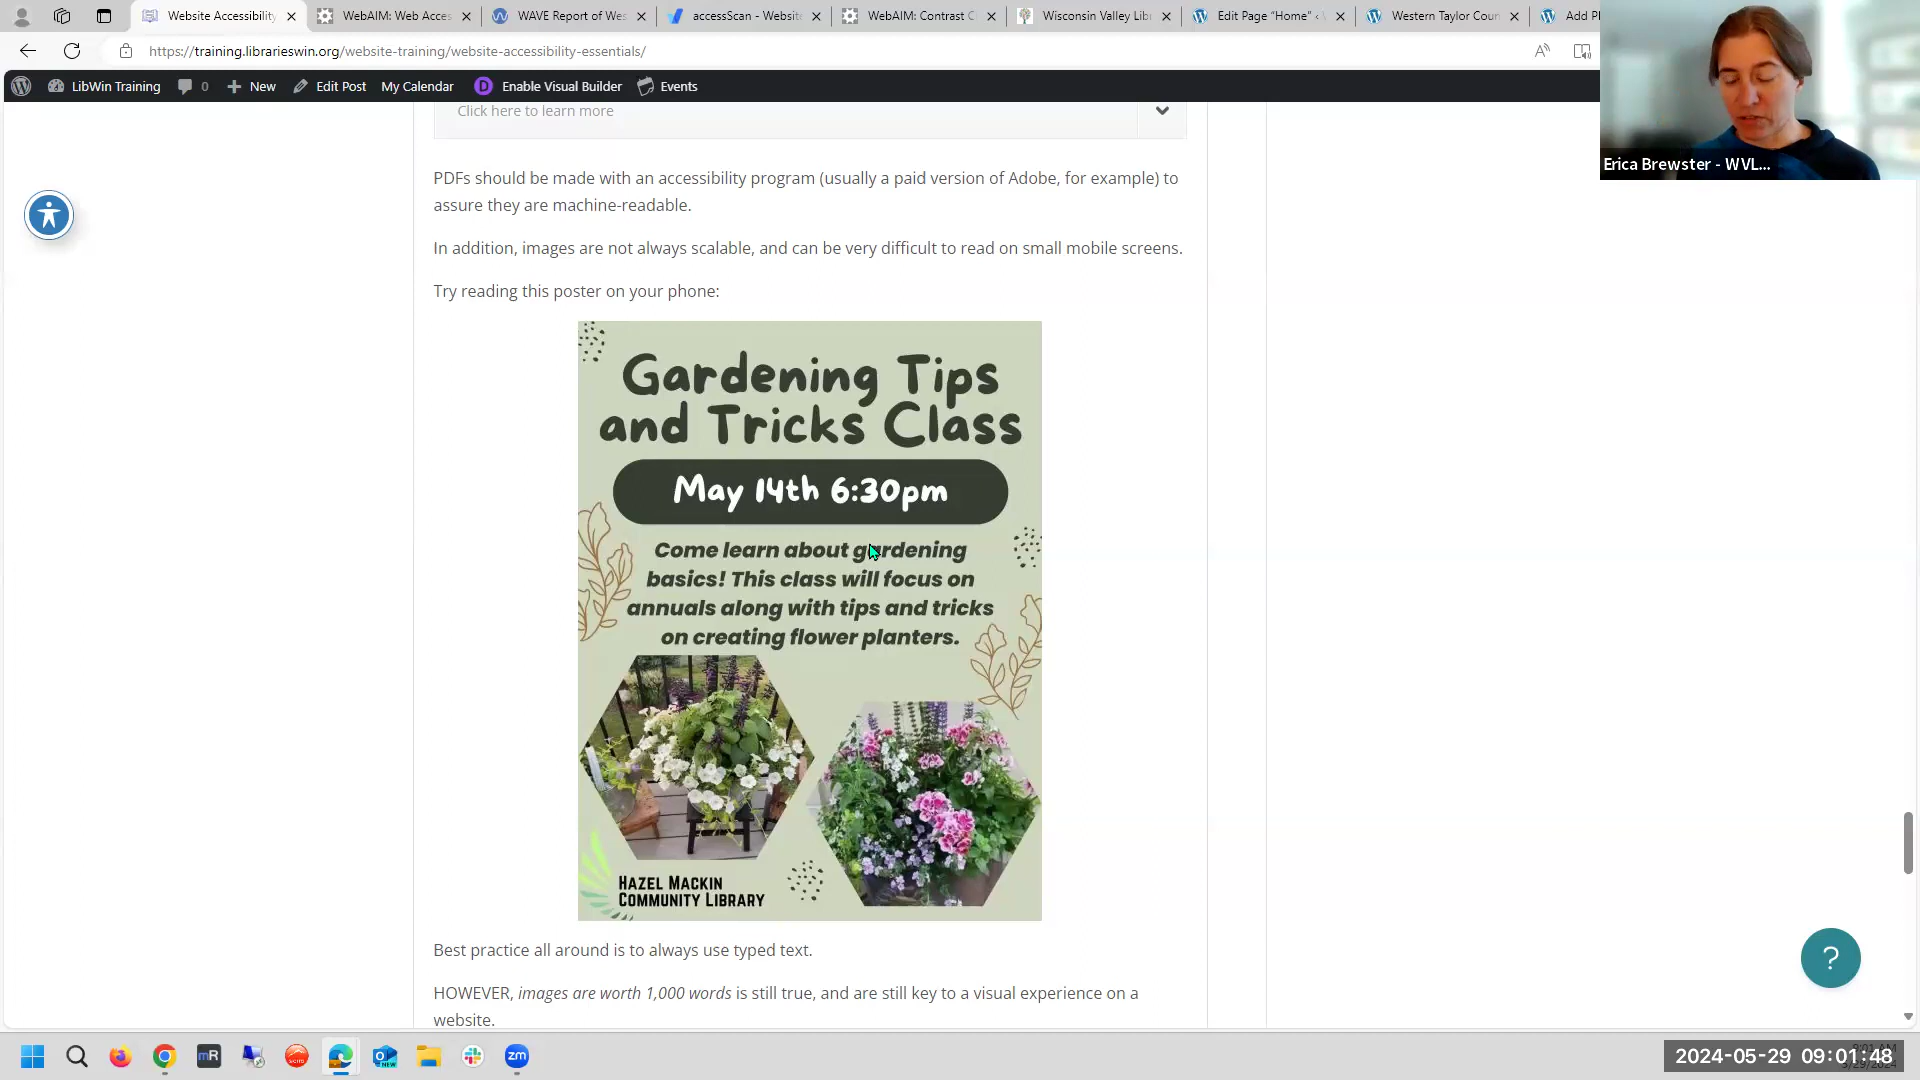 Website Accessibility
WebAIM: Web Acces
WAVE Report of Wes
accessScan - Website
WebAIM: Contrast C
Wisconsin Valley Lib
Edit Page "Home" ‹
Western Taylor Coun
Add Pl
https://training.librarieswin.org/website-training/website-accessibility-essentials/
LibWin Training
0
New
Edit Post
My Calendar
Enable Visual Builder
Events
Erica Brewster - WVL...
Click here to learn more
PDFs should be made with an accessibility program (usually a paid version of Adobe, for example) to
assure they are machine-readable.
In addition, images are not always scalable, and can be very difficult to read on small mobile screens.
Try reading this poster on your phone:
Gardening Tips
and Tricks Class
May 14th 6:30pm
Come learn about gardening
basics! This class will focus on
annuals along with tips and tricks
on creating flower planters.
Hazel Mackin
Community Library
Best practice all around is to always use typed text.
HOWEVER, images are worth 1,000 words is still true, and are still key to a visual experience on a
website.
?
mR
NEW
zm
2024-05-29 09:01:48